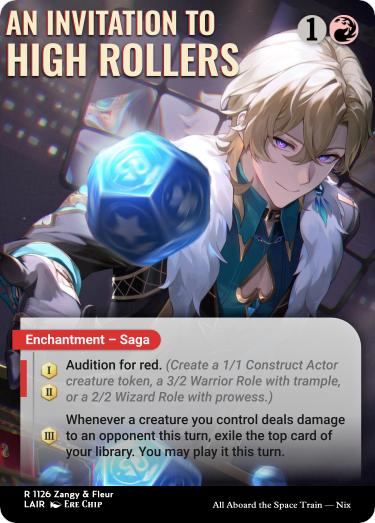 AN INVITATION TO
HIGH ROLLERS
1
Enchantment – Saga
I
Audition for red. (Create a 1/1 Construct Actor
creature token, a 3/2 Warrior Role with trample,
II
or a 2/2 Wizard Role with prowess.)
Whenever a creature you control deals damage
III
to an opponent this turn, exile the top card of
your library. You may play it this turn.
R 1126 Zangy & Fleur
LAIR Ere Chip
All Aboard the Space Train — Nix